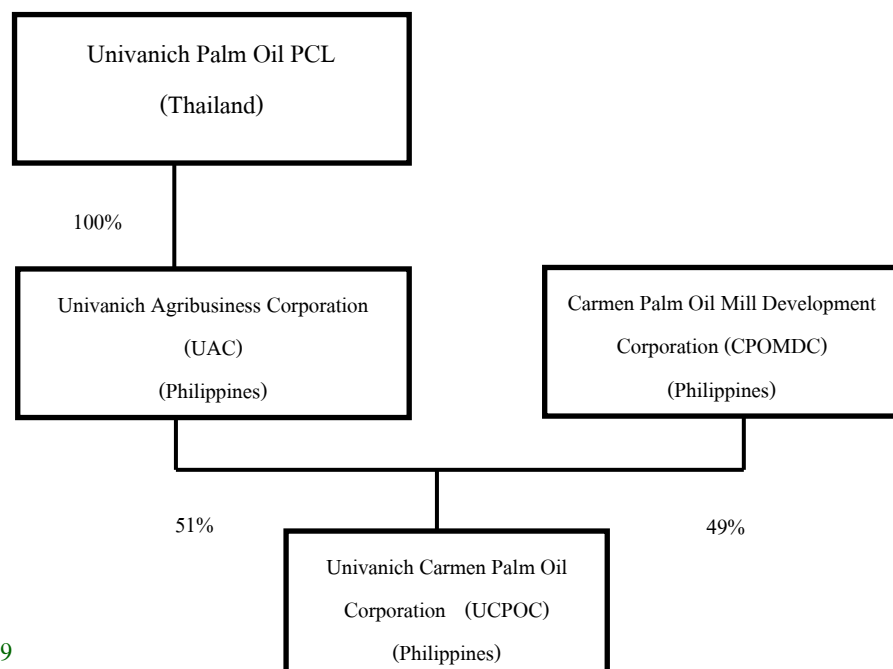 Univanich Palm Oil PCL
(Thailand)
100%
Univanich Agribusiness Corporation
(UAC)
(Philippines)
Carmen Palm Oil Mill Development
Corporation (CPOMDC)
(Philippines)
51%
49%
Univanich Carmen Palm Oil
Corporation (UCPOC)
(Philippines)
9